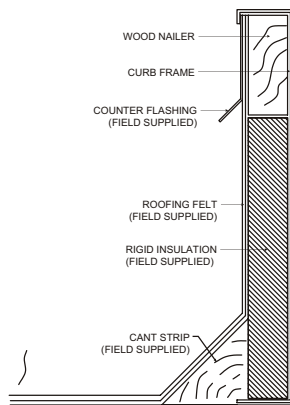 WOOD NAILER
CURB FRAME
COUNTER FLASHING
(FIELD SUPPLIED)
ROOFING FELT
(FIELD SUPPLIED)
RIGID INSULATION
(FIELD SUPPLIED)
CANT STRIP
(FIELD SUPPLIED)